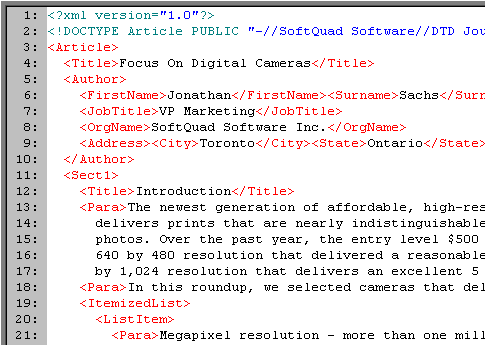 1: <?xml version="1.0"?>
2: <!DOCTYPE Article PUBLIC "-//SoftQuad Software//DTD Jou
3: <Article>
4: <Title>Focus On Digital Cameras</Title>
5: <Author>
6: <FirstName>Jonathan</FirstName><Surname>Sachs</Surn
7: <JobTitle>VP Marketing</JobTitle>
8: <OrgName>SoftQuad Software Inc.</OrgName>
9: <Address><City>Toronto</City><State>Ontario</State>
10: </Author>
11: <Sect1>
12: <Title>Introduction</Title>
13: <Para>The newest generation of affordable, high-res
14: delivers prints that are nearly indistinguishable
15: photos. Over the past year, the entry level $500
16: 640 by 480 resolution that delivered a reasonable
17: by 1,024 resolution that delivers an excellent 5
18: <Para>In this roundup, we selected cameras that del
19: <ItemizedList>
20: <ListItem>
21: <Para>Megapixel resolution - more than one mill